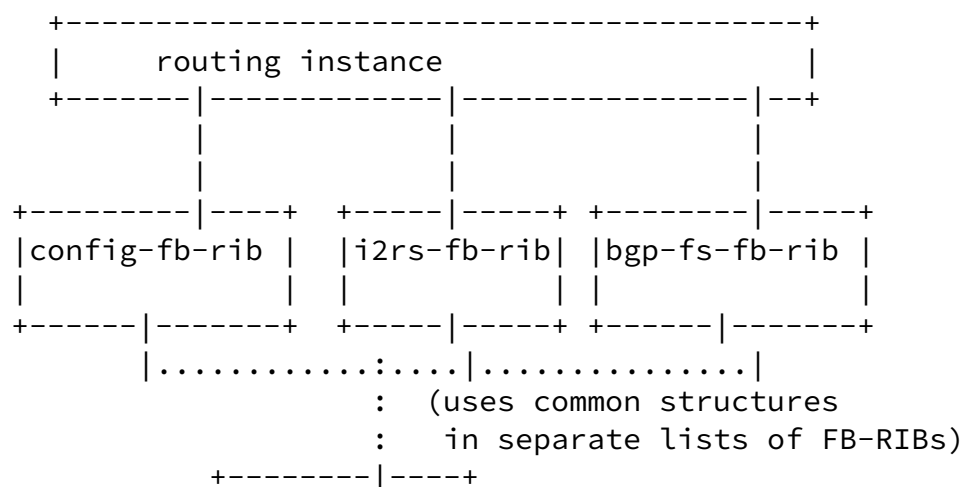 +---------------------------------------+
|      routing instance                 |
+-------|-------------|---------------|--+
|             |               |
|             |               |
+---------|----+  +-----|-----+ +--------|-----+
|config-fb-rib |  |i2rs-fb-rib| |bgp-fs-fb-rib |
|              |  |           | |              |
+------|-------+  +-----|-----+ +------|-------+
|............:....|...............|
:  (uses common structures
:   in separate lists of FB-RIBs)
+--------|----+